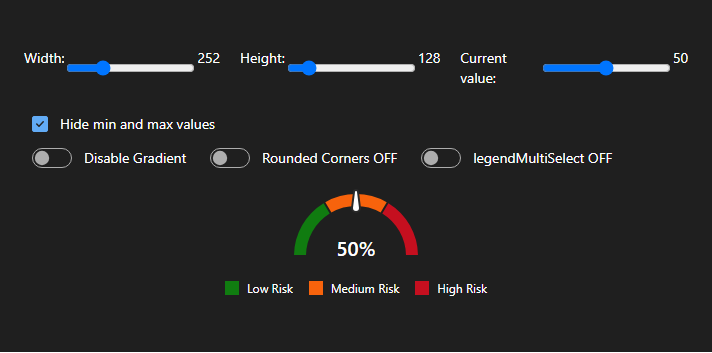 Width: 252 Height: 128 Current value: 50
Hide min and max values
Disable Gradient Rounded Corners OFF legendMultiSelect OFF
50%
Low Risk Medium Risk High Risk